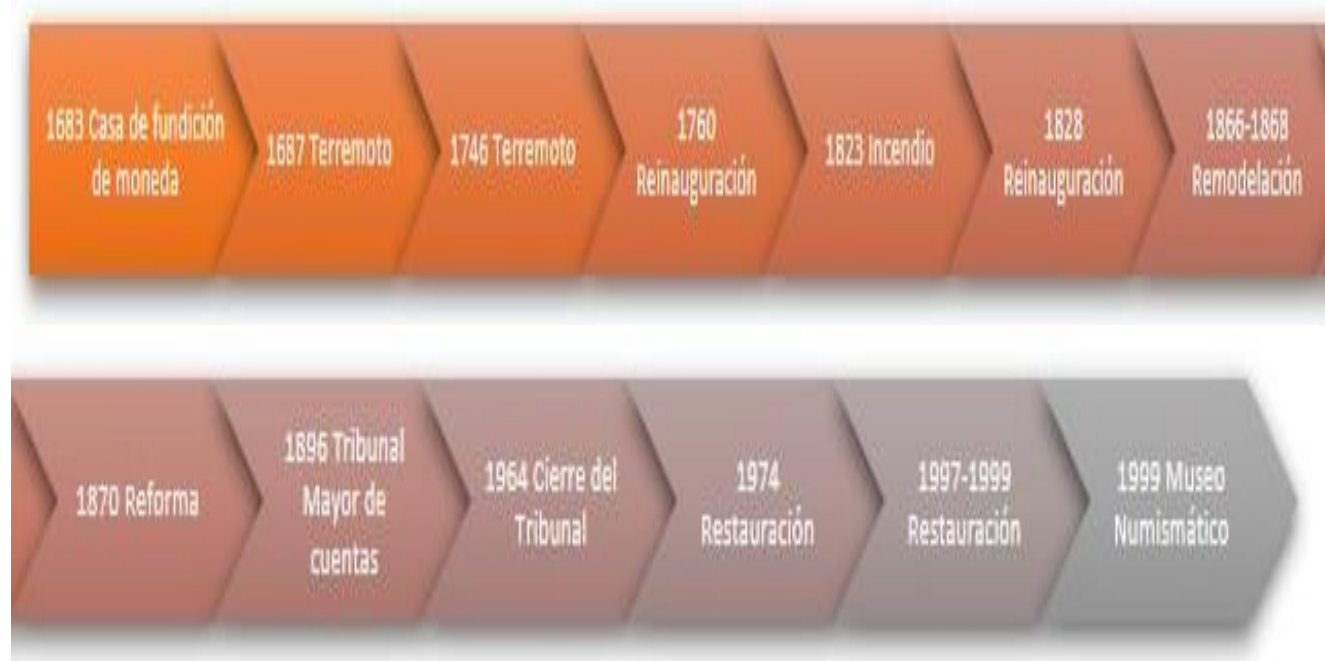 1683 Casa de fundición
de moneda
1687 Terremoto
1746 Terremoto
1760
Reinauguración
1823 Incendio
1828
Reinauguración
1866-1868
Remodelación
1870 Reforma
1896 Tribunal
Mayor de
cuentas
1964 Cierre del
Tribunal
1974
Restauración
1997-1999
Restauración
1999 Museo
Numismático